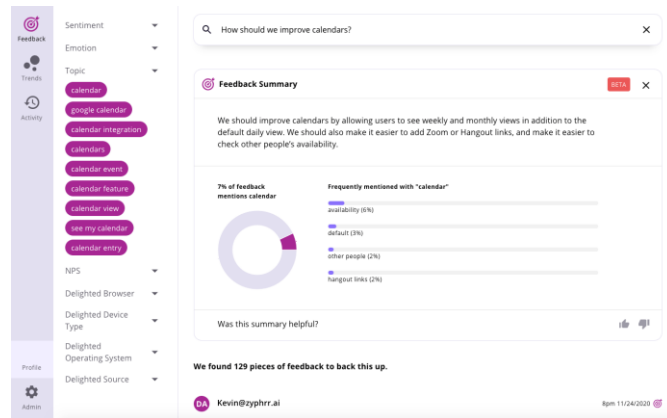 Feedback
Trends
Activity
Profile
Admin
Sentiment
Emotion
Topic
calendar
google calendar
calendar integration
calendars
calendar event
calendar feature
calendar view
see my calendar
calendar entry
NPS
Delighted Browser
Delighted Device
Type
Delighted
Operating System
Delighted Source
How should we improve calendars?
Feedback Summary
BETA
We should improve calendars by allowing users to see weekly and monthly views in addition to the
default daily view. We should also make it easier to add Zoom or Hangout links, and make it easier to
check other people's availability.
7% of feedback
mentions calendar
Frequently mentioned with "calendar"
availability (6%)
default (3%)
other people (2%)
hangout links (2%)
Was this summary helpful?
We found 129 pieces of feedback to back this up.
DA
Kevin@zyphrr.ai
8pm 11/24/2020